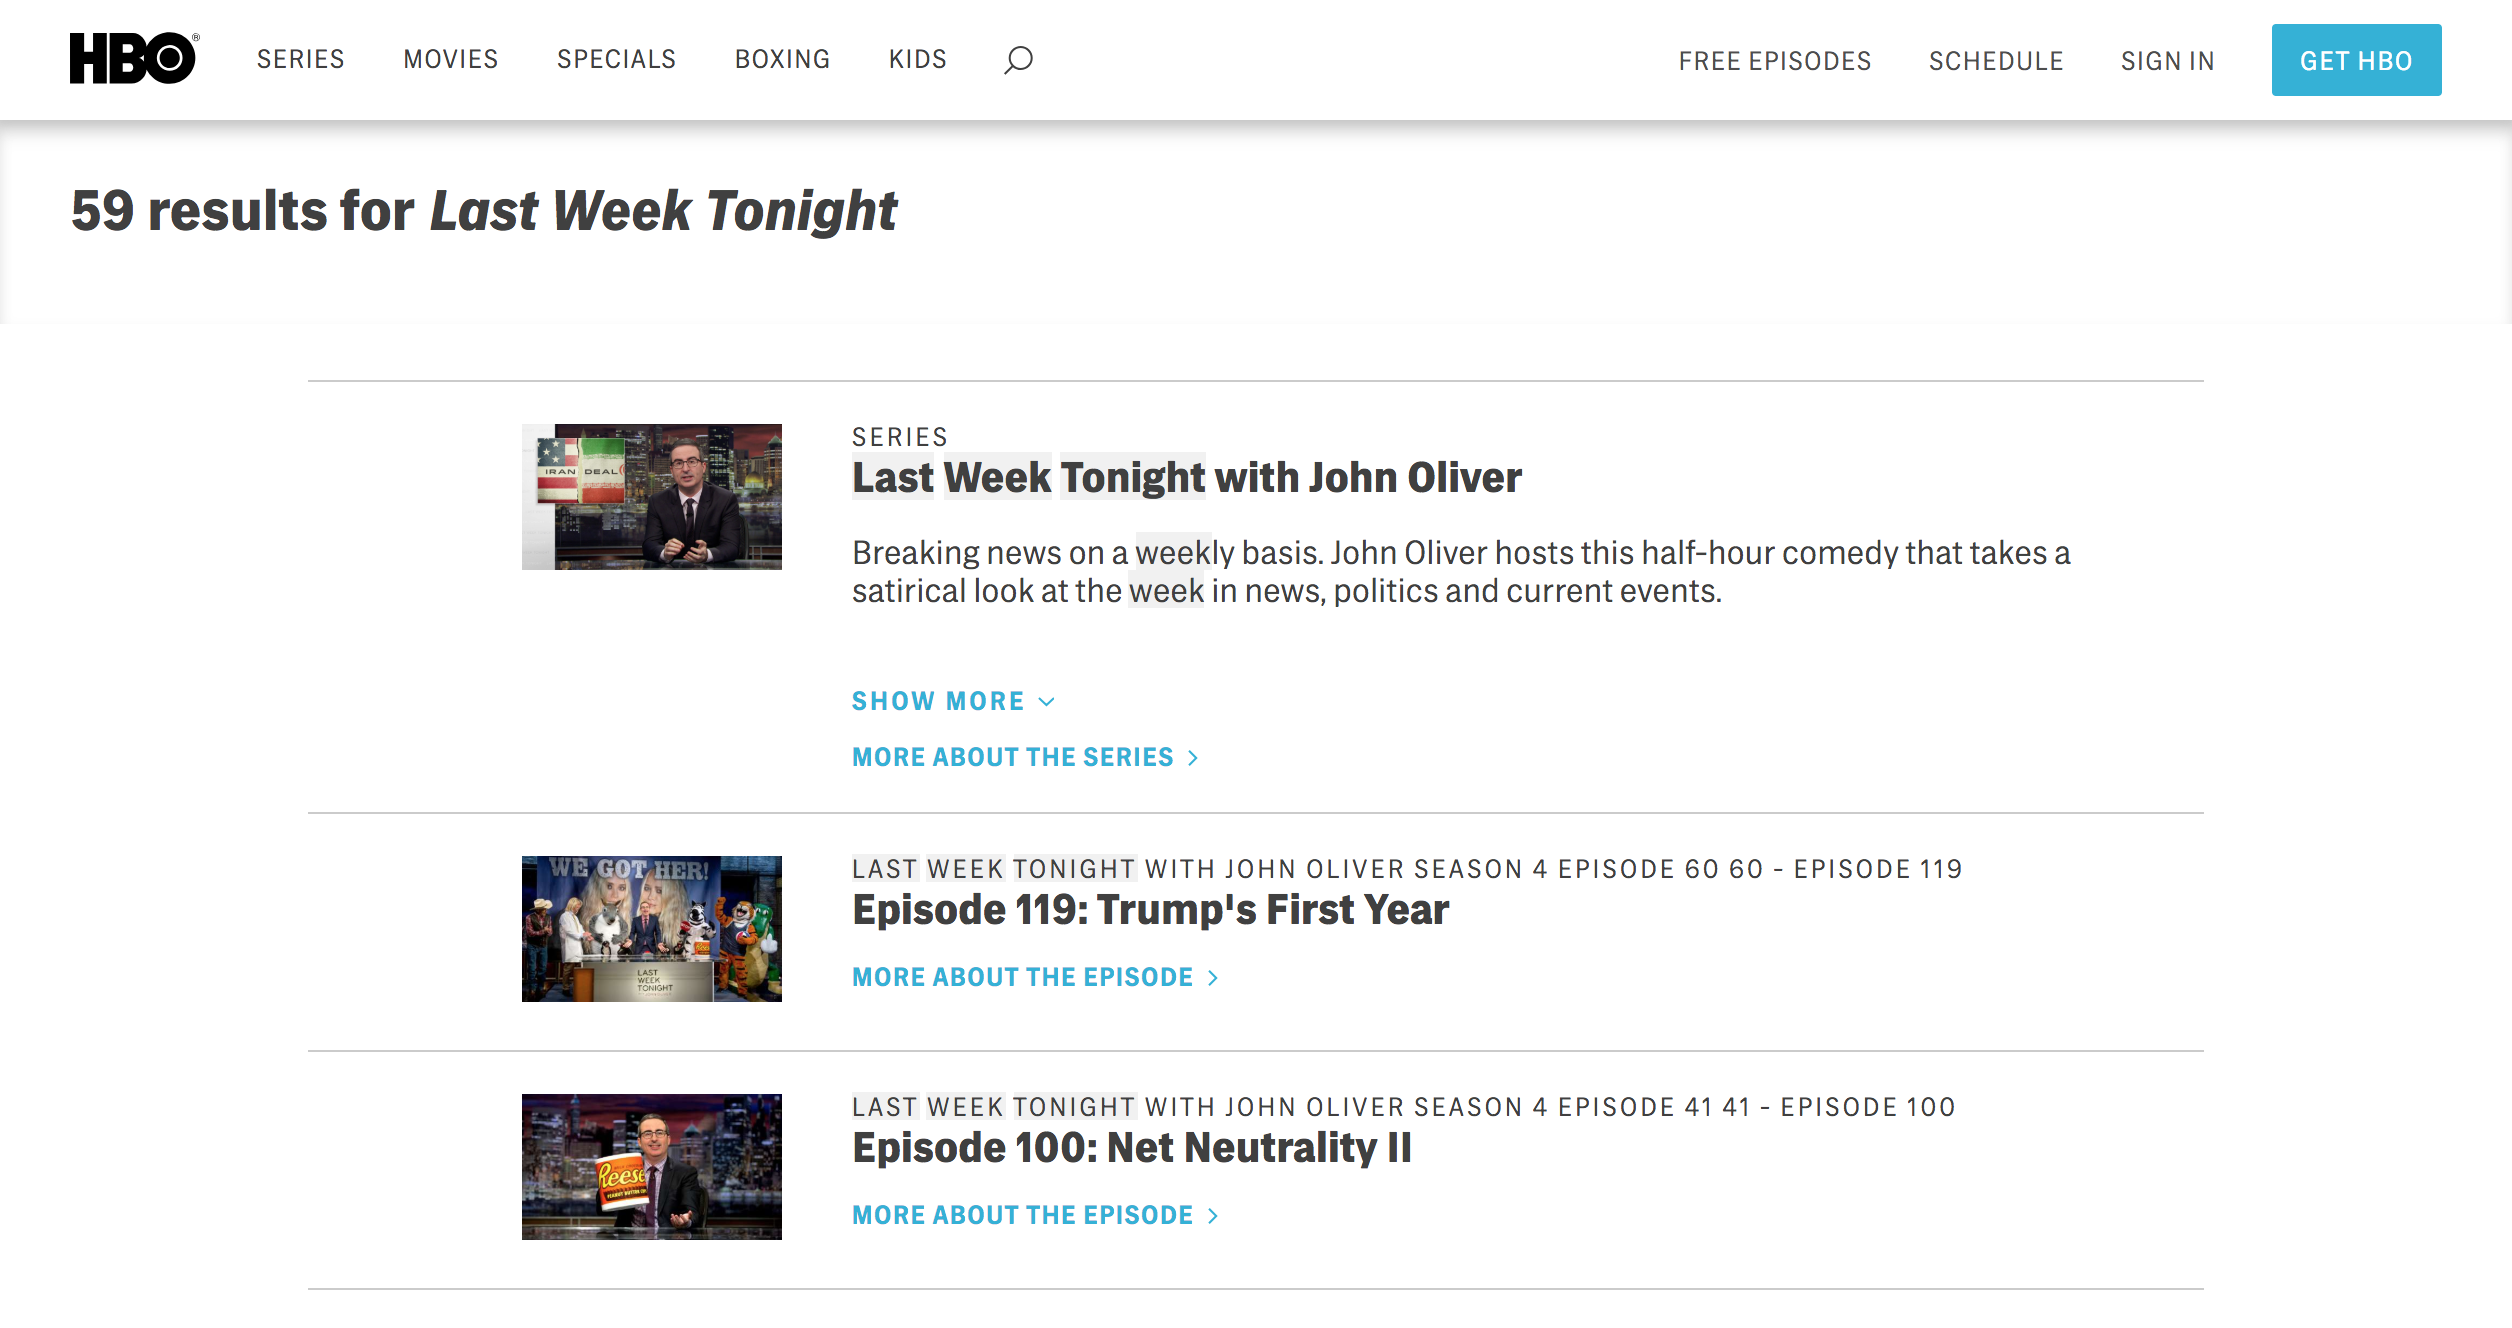 HBO®
SERIES
MOVIES
SPECIALS
BOXING
KIDS
FREE EPISODES
SCHEDULE
SIGN IN
GET HBO
59 results for Last Week Tonight
IRAN DEAL
SERIES
Last Week Tonight with John Oliver
Breaking news on a weekly basis. John Oliver hosts this half-hour comedy that takes a
satirical look at the week in news, politics and current events.
SHOW MORE
MORE ABOUT THE SERIES
WE GOT HER!
LAST
WEEK
TONIGHT
LAST WEEK TONIGHT WITH JOHN OLIVER SEASON 4 EPISODE 60 60 - EPISODE 119
Episode 119: Trump's First Year
MORE ABOUT THE EPISODE
Reese
LAST WEEK TONIGHT WITH JOHN OLIVER SEASON 4 EPISODE 41 41 - EPISODE 100
Episode 100: Net Neutrality II
MORE ABOUT THE EPISODE